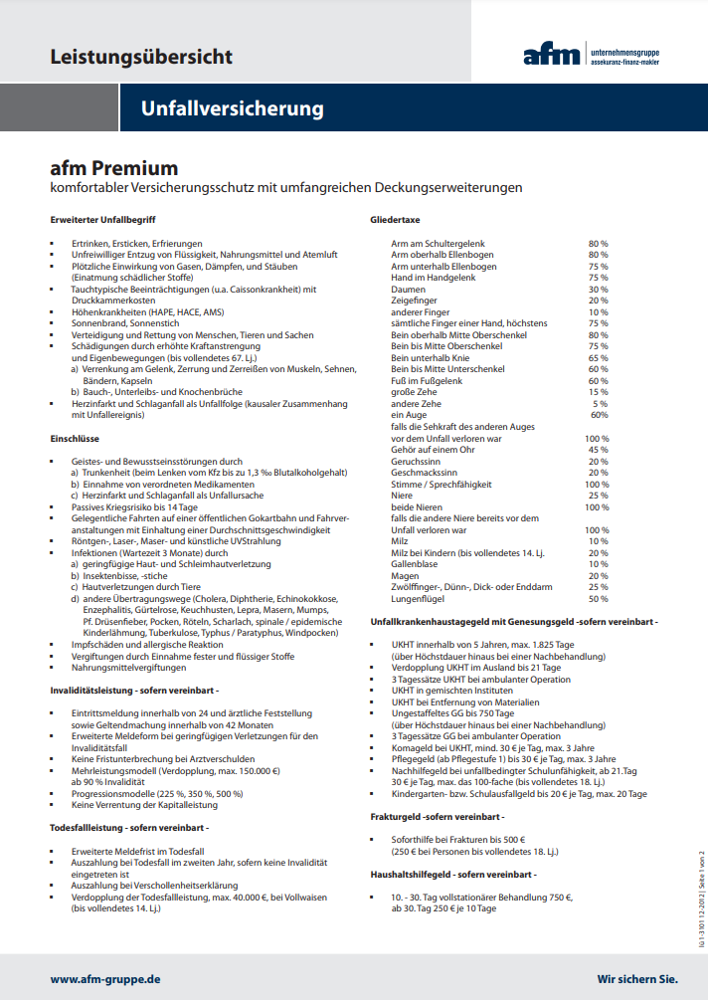 Leistungsübersicht
afm
unternehmensgruppe
assekuranz-finanz-makler
Unfallversicherung
afm Premium
komfortabler Versicherungsschutz mit umfangreichen Deckungserweiterungen
Erweiterter Unfallbegriff
▪ Ertrinken, Ersticken, Erfrierungen
▪ Unfreiwilliger Entzug von Flüssigkeit, Nahrungsmittel und Atemluft
▪ Plötzliche Einwirkung von Gasen, Dämpfen, und Stäuben
(Einatmung schädlicher Stoffe)
▪ Tauchtypische Beeinträchtigungen (u.a. Caissonkrankheit) mit
Druckkammerkosten
▪ Höhenkrankheiten (HAPE, HACE, AMS)
▪ Sonnenbrand, Sonnenstich
▪ Verteidigung und Rettung von Menschen, Tieren und Sachen
▪ Schädigungen durch erhöhte Kraftanstrengung
und Eigenbewegungen (bis vollendetes 67. Lj.)
a) Verrenkung am Gelenk, Zerrung und Zerreißen von Muskeln, Sehnen,
Bändern, Kapseln
b) Bauch-, Unterleibs- und Knochenbrüche
▪ Herzinfarkt und Schlaganfall als Unfallfolge (kausaler Zusammenhang
mit Unfallereignis)
Einschlüsse
▪ Geistes- und Bewusstseinsstörungen durch
a) Trunkenheit (beim Lenken vom Kfz bis zu 1,3 ‰ Blutalkoholgehalt)
b) Einnahme von verordneten Medikamenten
c) Herzinfarkt und Schlaganfall als Unfallursache
▪ Passives Kriegsrisiko bis 14 Tage
▪ Gelegentliche Fahrten auf einer öffentlichen Gokartbahn und Fahrver-
anstaltungen mit Einhaltung einer Durchschnittsgeschwindigkeit
▪ Röntgen-, Laser-, Maser- und künstliche UVStrahlung
▪ Infektionen (Wartezeit 3 Monate) durch
a) geringfügige Haut- und Schleimhautverletzung
b) Insektenbisse, -stiche
c) Hautverletzungen durch Tiere
d) andere Übertragungswege (Cholera, Diphtherie, Echinokokkose,
Enzephalitis, Gürtelrose, Keuchhusten, Lepra, Masern, Mumps,
Pf. Drüsenfieber, Pocken, Röteln, Scharlach, spinale / epidemische
Kinderlähmung, Tuberkulose, Typhus / Paratyphus, Windpocken)
▪ Impfschäden und allergische Reaktion
▪ Vergiftungen durch Einnahme fester und flüssiger Stoffe
▪ Nahrungsmittelvergiftungen
Invaliditätsleistung - sofern vereinbart -
▪ Eintrittsmeldung innerhalb von 24 und ärztliche Feststellung
sowie Geltendmachung innerhalb von 42 Monaten
▪ Erweiterte Meldeform bei geringfügigen Verletzungen für den
Invaliditätsfall
▪ Keine Fristunterbrechung bei Arztverschulden
▪ Mehrleistungsmodell (Verdopplung, max. 150.000 €)
ab 90 % Invalidität
▪ Progressionsmodelle (225 %, 350 %, 500 %)
▪ Keine Verrentung der Kapitalleistung
Todesfallleistung - sofern vereinbart -
▪ Erweiterte Meldefrist im Todesfall
▪ Auszahlung bei Todesfall im zweiten Jahr, sofern keine Invalidität
eingetreten ist
▪ Auszahlung bei Verschollenheitserklärung
▪ Verdopplung der Todesfallleistung, max. 40.000 €, bei Vollwaisen
(bis vollendetes 14. Lj.)
Gliedertaxe
Arm am Schultergelenk 80 %
Arm oberhalb Ellenbogen 80 %
Arm unterhalb Ellenbogen 75 %
Hand im Handgelenk 75 %
Daumen 30 %
Zeigefinger 20 %
anderer Finger 10 %
sämtliche Finger einer Hand, höchstens 75 %
Bein oberhalb Mitte Oberschenkel 80 %
Bein bis Mitte Oberschenkel 75 %
Bein unterhalb Knie 65 %
Bein bis Mitte Unterschenkel 60 %
Fuß im Fußgelenk 60 %
große Zehe 15 %
andere Zehe 5 %
ein Auge 60%
falls die Sehkraft des anderen Auges
vor dem Unfall verloren war 100 %
Gehör auf einem Ohr 45 %
Geruchssinn 20 %
Geschmackssinn 20 %
Stimme / Sprechfähigkeit 100 %
Niere 25 %
beide Nieren 100 %
falls die andere Niere bereits vor dem
Unfall verloren war 100 %
Milz 10 %
Milz bei Kindern (bis vollendetes 14. Lj. 20 %
Gallenblase 10 %
Magen 20 %
Zwölffinger-, Dünn-, Dick- oder Enddarm 25 %
Lungenflügel 50 %
Unfallkrankenhaustagegeld mit Genesungsgeld -sofern vereinbart -
▪ UKHT innerhalb von 5 Jahren, max. 1.825 Tage
(über Höchstdauer hinaus bei einer Nachbehandlung)
▪ Verdopplung UKHT im Ausland bis 21 Tage
▪ 3 Tagessätze UKHT bei ambulanter Operation
▪ UKHT in gemischten Instituten
▪ UKHT bei Entfernung von Materialien
▪ Ungestaffeltes GG bis 750 Tage
(über Höchstdauer hinaus bei einer Nachbehandlung)
▪ 3 Tagessätze GG bei ambulanter Operation
▪ Komageld bei UKHT, mind. 30 € je Tag, max. 3 Jahre
▪ Pflegegeld (ab Pflegestufe 1) bis 30 € je Tag, max. 3 Jahre
▪ Nachhilfegeld bei unfallbedingter Schulunfähigkeit, ab 21.Tag
30 € je Tag, max. das 100-fache (bis vollendetes 18. Lj.)
▪ Kindergarten- bzw. Schulausfallgeld bis 20 € je Tag, max. 20 Tage
Frakturgeld -sofern vereinbart -
▪ Soforthilfe bei Frakturen bis 500 €
(250 € bei Personen bis vollendetes 18. Lj.)
Haushaltshilfegeld - sofern vereinbart -
▪ 10. - 30. Tag vollstationärer Behandlung 750 €,
ab 30. Tag 250 € je 10 Tage
lü1-3101 12-2012 | Seite 1 von 2
www.afm-gruppe.de
Wir sichern Sie.